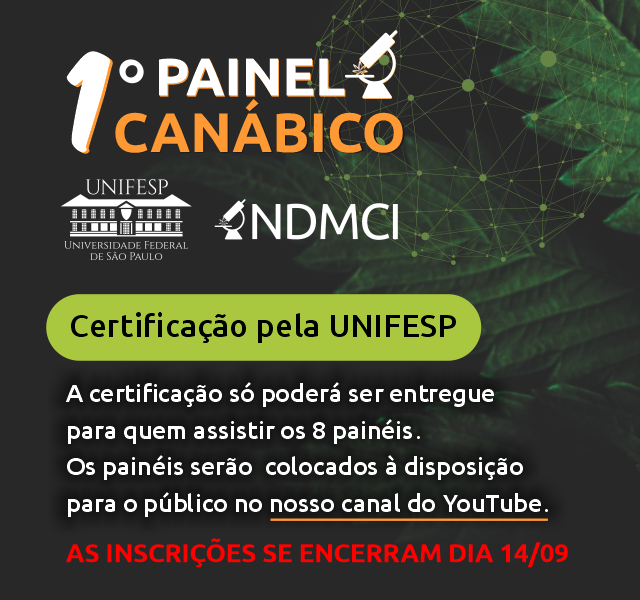 1º PAINEL
CANÁBICO
UNIFESP
UNIVERSIDADE FEDERAL
DE SÃO PAULO
NDMCI
Certificação pela UNIFESP
A certificação só poderá ser entregue
para quem assistir os 8 painéis.
Os painéis serão colocados à disposição
para o público no nosso canal do YouTube.
AS INSCRIÇÕES SE ENCERRAM DIA 14/09